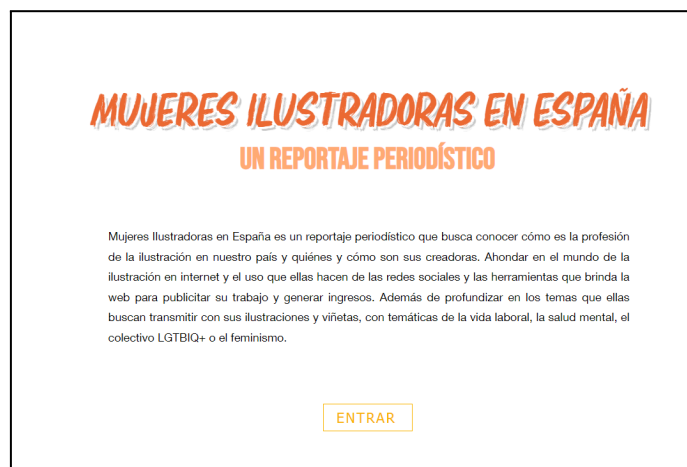 MUJERES ILUSTRADORAS EN ESPAÑA
UN REPORTAJE PERIODÍSTICO
Mujeres Ilustradoras en España es un reportaje periodístico que busca conocer cómo es la profesión
de la ilustración en nuestro país y quiénes y cómo son sus creadoras. Ahondar en el mundo de la
ilustración en internet y el uso que ellas hacen de las redes sociales y las herramientas que brinda la
web para publicitar su trabajo y generar ingresos. Además de profundizar en los temas que ellas
buscan transmitir con sus ilustraciones y viñetas, con temáticas de la vida laboral, la salud mental, el
colectivo LGTBIQ+ o el feminismo.
ENTRAR